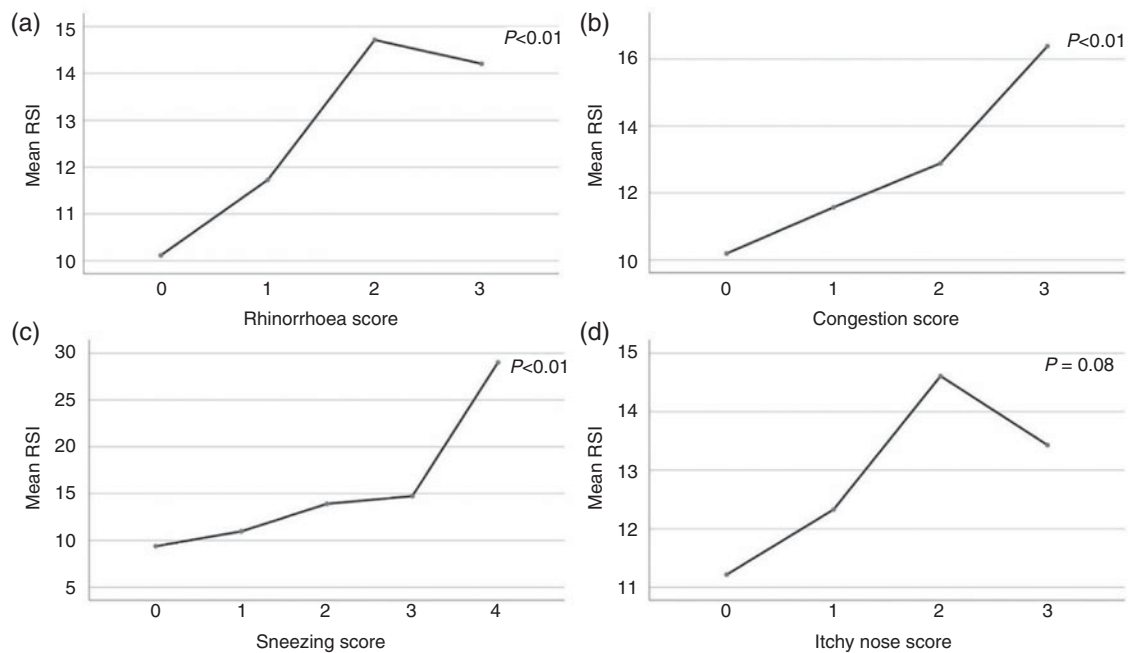 (a)
P<0.01
15
14
13
12
11
10
Mean RSI
0 1 2 3
Rhinorrhoea score
(b)
P<0.01
16
14
12
10
Mean RSI
0 1 2 3
Congestion score
(c)
P<0.01
30
25
20
15
10
5
Mean RSI
0 1 2 3 4
Sneezing score
(d)
P = 0.08
15
14
13
12
11
Mean RSI
0 1 2 3
Itchy nose score